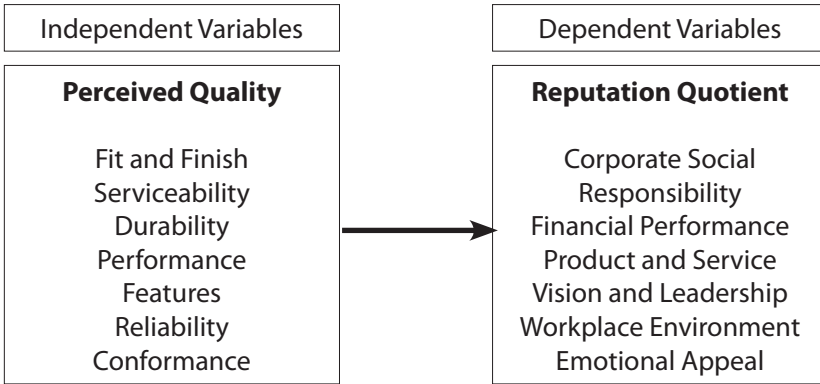 Independent Variables
Dependent Variables
Perceived Quality
Fit and Finish
Serviceability
Durability
Performance
Features
Reliability
Conformance
Reputation Quotient
Corporate Social
Responsibility
Financial Performance
Product and Service
Vision and Leadership
Workplace Environment
Emotional Appeal